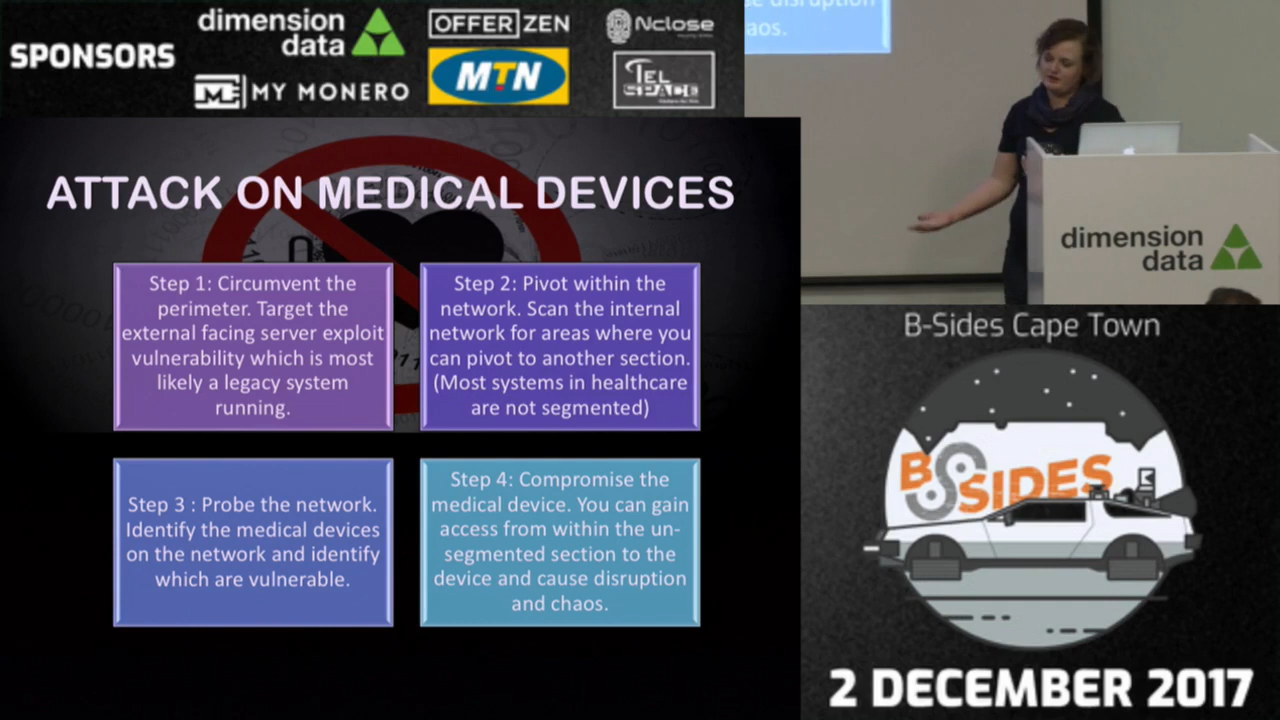 SPONSORS
dimension
data
MY MONERO
OFFERZEN
MTN
Nclose
TEL
SPACE
aos.
ATTACK ON MEDICAL DEVICES
Step 1: Circumvent the
perimeter. Target the
external facing server exploit
vulnerability which is most
likely a legacy system
running.
Step 2: Pivot within the
network. Scan the internal
network for areas where you
can pivot to another section.
(Most systems in healthcare
are not segmented)
Step 3 : Probe the network.
Identify the medical devices
on the network and identify
which are vulnerable.
Step 4: Compromise the
medical device. You can gain
access from within the un-
segmented section to the
device and cause disruption
and chaos.
dimension
data
B-Sides Cape Town
BSIDES
2 DECEMBER 2017